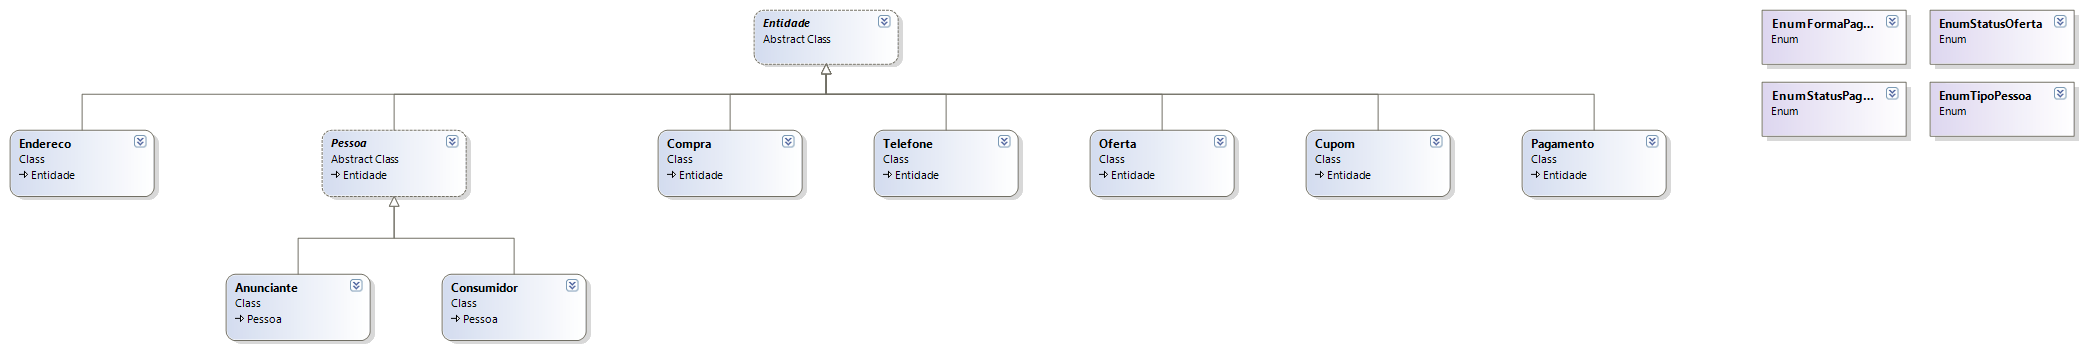 Entidade
Abstract Class
EnumFormaPag...
Enum
EnumStatusOferta
Enum
EnumStatusPag...
Enum
EnumTipoPessoa
Enum
Endereco
Class
Entidade
Pessoa
Abstract Class
Entidade
Compra
Class
Entidade
Telefone
Class
Entidade
Oferta
Class
Entidade
Cupom
Class
Entidade
Pagamento
Class
Entidade
Anunciante
Class
Pessoa
Consumidor
Class
Pessoa